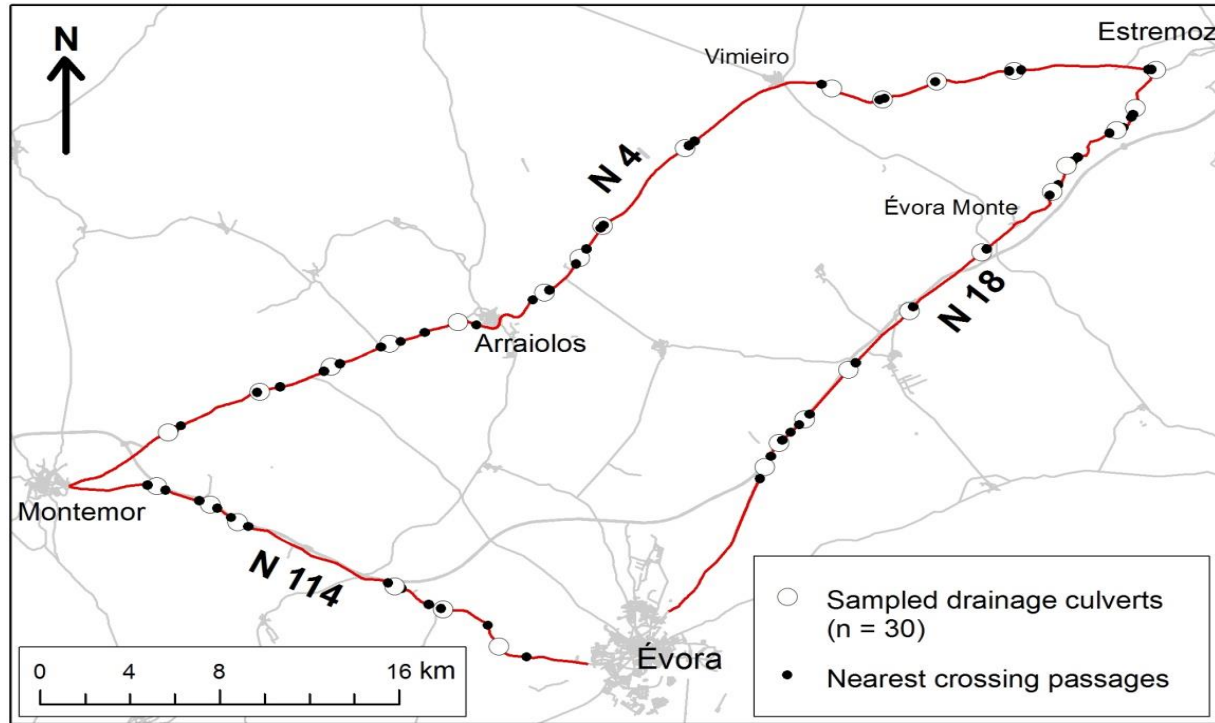 N
Estremoz
Vimieiro
N 4
Évora Monte
N 18
Arraiolos
Montemor
N 114
Évora
0 4 8 16 km
Sampled drainage culverts
(n = 30)
Nearest crossing passages